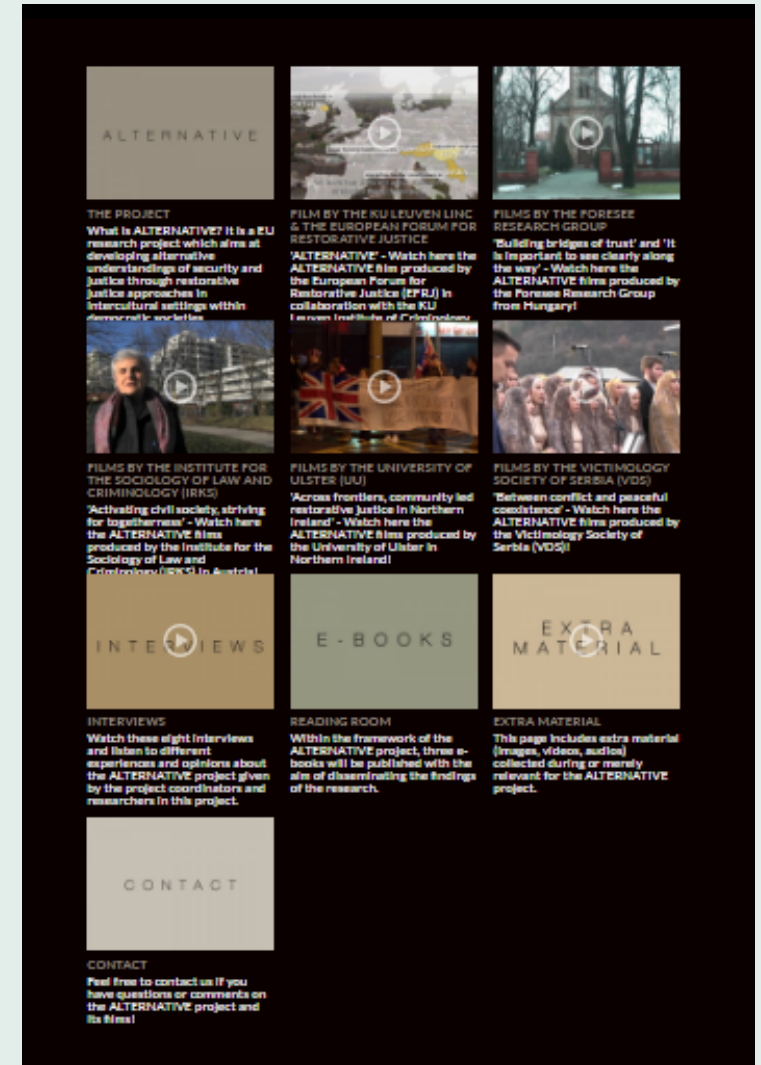 ALTERNATIVE
THE PROJECT
What is ALTERNATIVE? It is a EU
research project which aims at
developing alternative
understandings of security and
justice through restorative
justice approaches in
intercultural settings within
democratic societies
FILM BY THE KU LEUVEN LINC
& THE EUROPEAN FORUM FOR
RESTORATIVE JUSTICE
'ALTERNATIVE' - Watch here the
ALTERNATIVE film produced by
the European Forum for
Restorative Justice (EFRJ) in
collaboration with the KU
Leuven Institute of Criminology
FILMS BY THE FORESEE
RESEARCH GROUP
'Building bridges of trust' and 'It
is important to see clearly along
the way' - Watch here the
ALTERNATIVE films produced by
the Foresee Research Group
from Hungary!
FILMS BY THE INSTITUTE FOR
THE SOCIOLOGY OF LAW AND
CRIMINOLOGY (IRKS)
'Activating civil society, striving
for togetherness' - Watch here
the ALTERNATIVE films
produced by the Institute for the
Sociology of Law and
Criminology (IRKS) in Austria!
FILMS BY THE UNIVERSITY OF
ULSTER (UU)
'Across frontiers, community led
restorative justice in Northern
Ireland' - Watch here the
ALTERNATIVE films produced by
the University of Ulster in
Northern Ireland!
FILMS BY THE VICTIMOLOGY
SOCIETY OF SERBIA (VDS)
'Between conflict and peaceful
coexistence' - Watch here the
ALTERNATIVE films produced by
the Victimology Society of
Serbia (VDS)!!
INTERVIEWS
INTERVIEWS
Watch these eight interviews
and listen to different
experiences and opinions about
the ALTERNATIVE project given
by the project coordinators and
researchers in this project.
E-BOOKS
READING ROOM
Within the framework of the
ALTERNATIVE project, three e-
books will be published with the
aim of disseminating the findings
of the research.
EXTRA
MATERIAL
EXTRA MATERIAL
This page includes extra material
(images, videos, audios)
collected during or merely
relevant for the ALTERNATIVE
project.
CONTACT
CONTACT
Feel free to contact us if you
have questions or comments on
the ALTERNATIVE project and
its films!